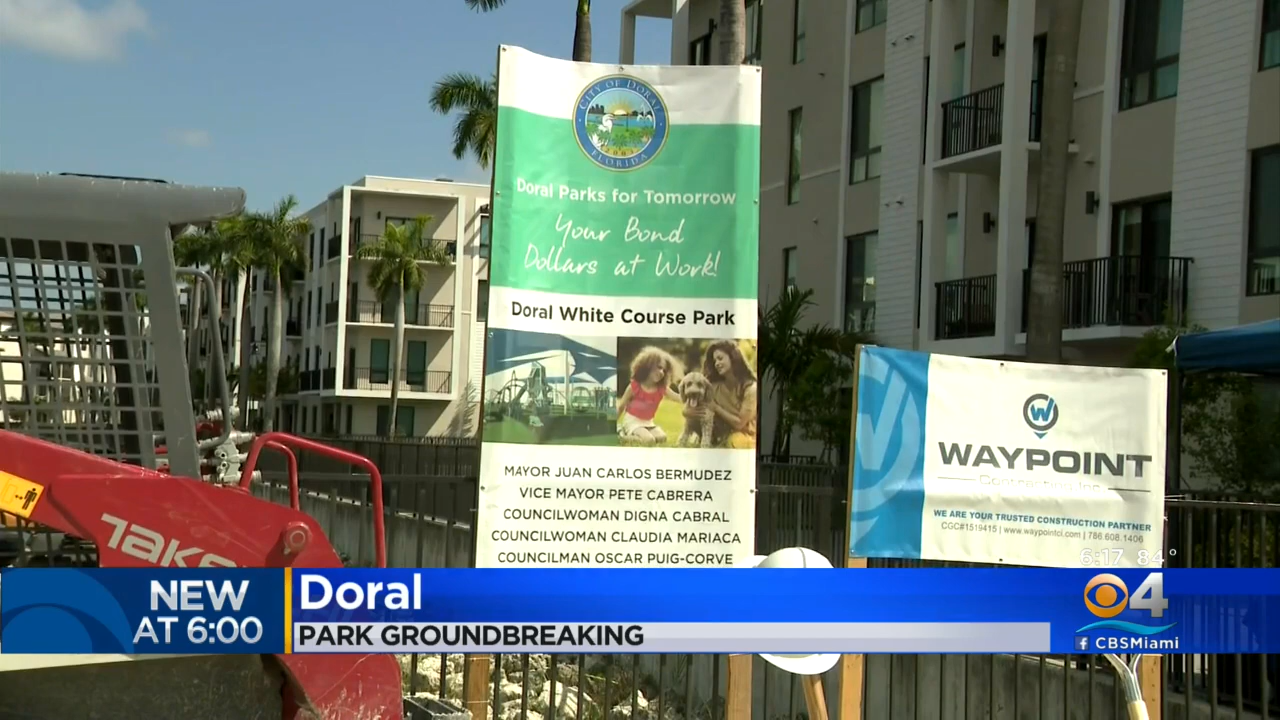 CITY OF DORAL
FLORIDA
Doral Parks for Tomorrow
Your Bond
Dollars at Work!
Doral White Course Park
MAYOR JUAN CARLOS BERMUDEZ
VICE MAYOR PETE CABRERA
COUNCILWOMAN DIGNA CABRAL
COUNCILWOMAN CLAUDIA MARIACA
COUNCILMAN OSCAR PUIG-CORVE
W
WAYPOINT
Contracting Inc.
WE ARE YOUR TRUSTED CONSTRUCTION PARTNER
CGC#1519415 | www.waypointci.com | 786.608.1406
Take
6:17 84°
NEW
AT 6:00
Doral
PARK GROUNDBREAKING
4
f CBSMiami